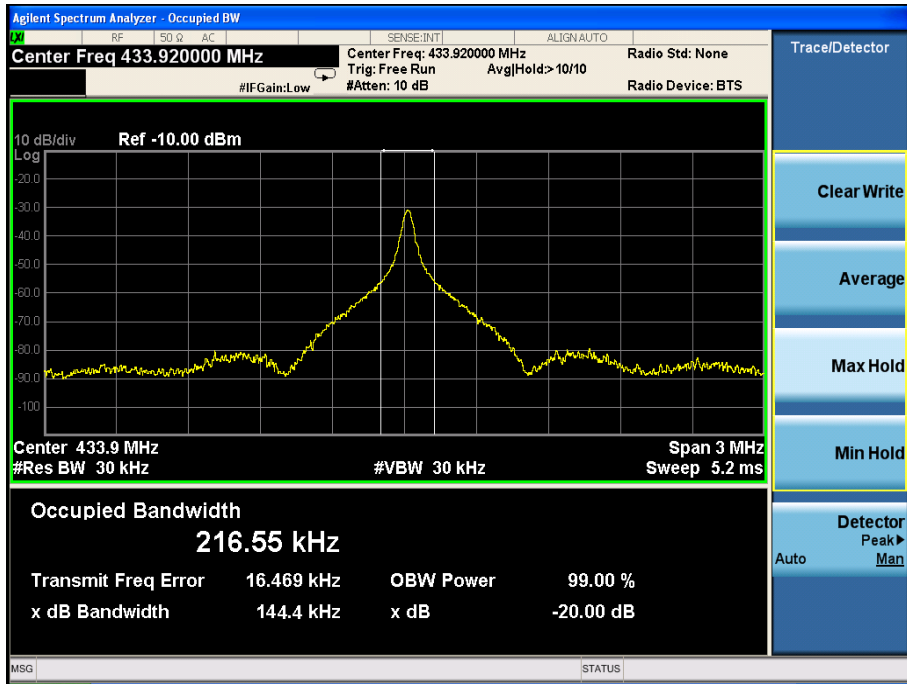 Agilent Spectrum Analyzer - Occupied BW
LXI RF 50 Ω AC SENSE:INT ALIGN AUTO
Center Freq 433.920000 MHz
Center Freq: 433.920000 MHz
Radio Std: None
Trig: Free Run
Avg|Hold:>10/10
#IFGain:Low
#Atten: 10 dB
Radio Device: BTS
10 dB/div
Ref -10.00 dBm
Log
-20.0
-30.0
-40.0
-50.0
-60.0
-70.0
-80.0
-90.0
-100
Center 433.9 MHz
Span 3 MHz
#Res BW 30 kHz
#VBW 30 kHz
Sweep 5.2 ms
Occupied Bandwidth
216.55 kHz
Transmit Freq Error 16.469 kHz
OBW Power 99.00 %
x dB Bandwidth 144.4 kHz
x dB -20.00 dB
MSG
STATUS
Trace/Detector
Clear Write
Average
Max Hold
Min Hold
Detector
Peak▶
Auto Man